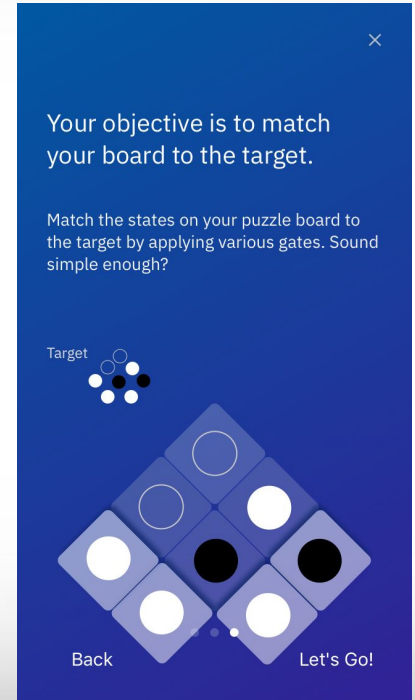 Your objective is to match
your board to the target.
Match the states on your puzzle board to
the target by applying various gates. Sound
simple enough?
Target
Back
Let's Go!